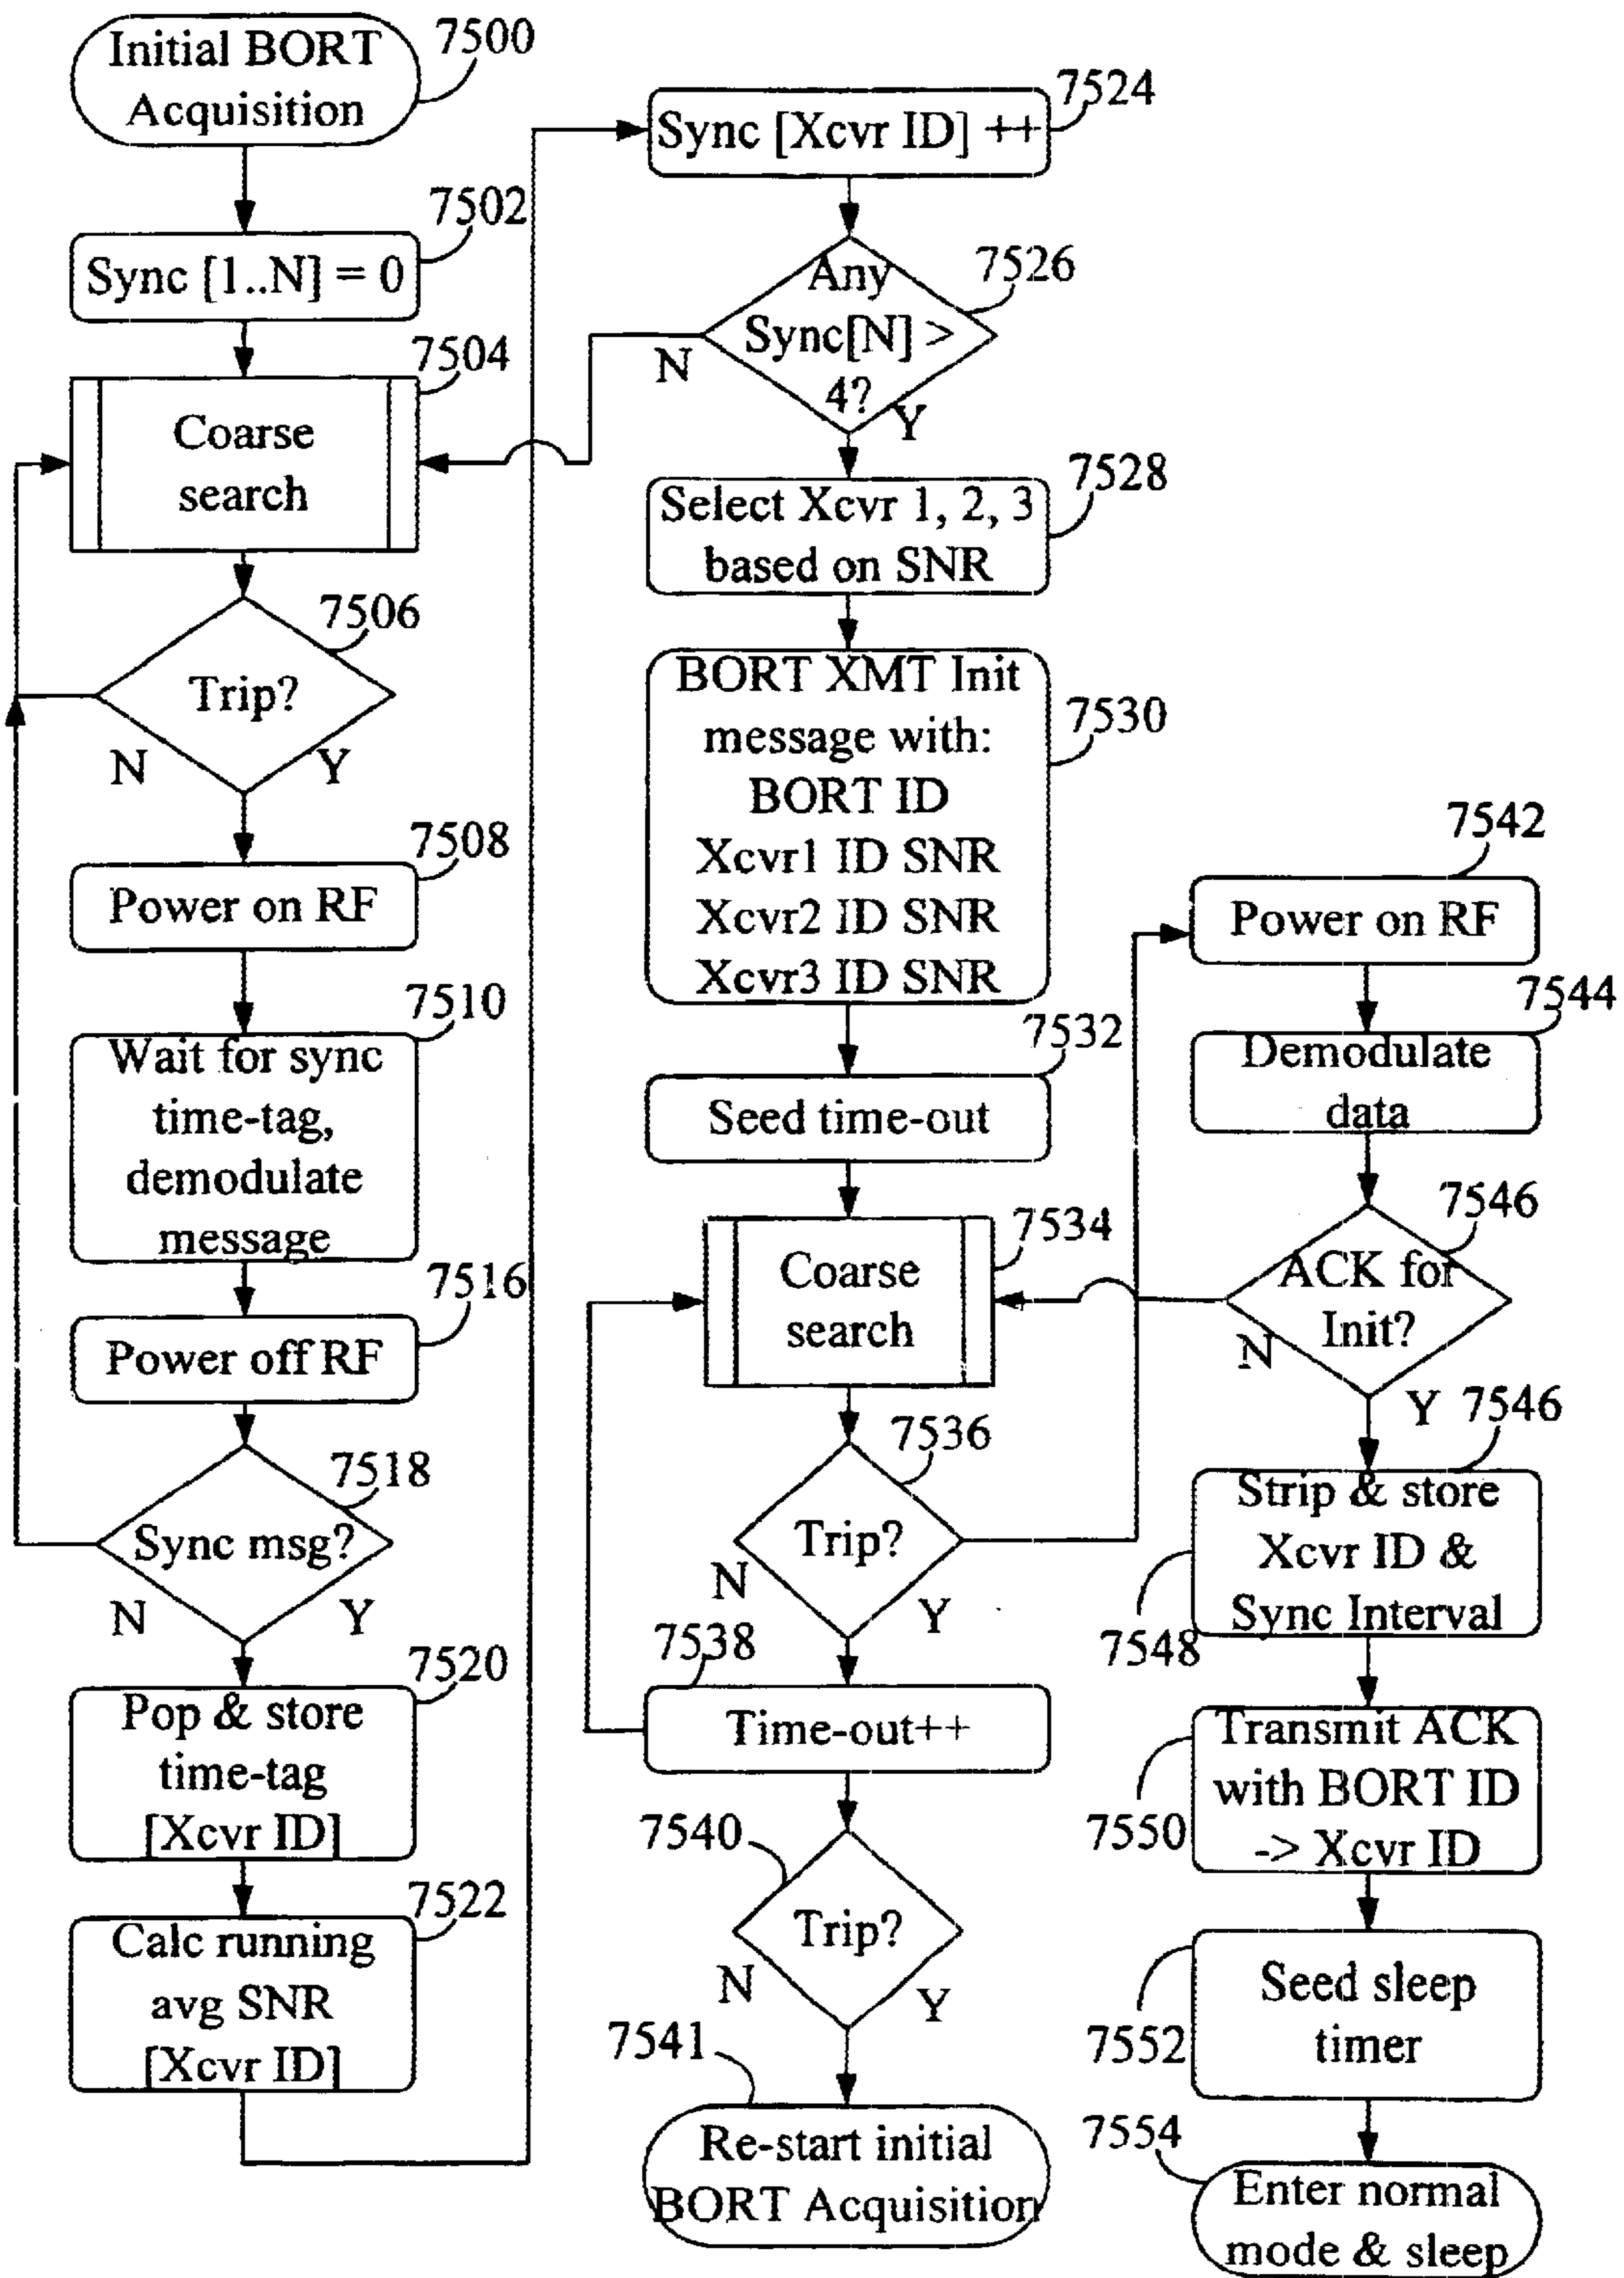 Initial BORT
Acquisition
7500
Sync [1..N] = 0
7502
7504
Coarse
search
7506
Trip?
N
Y
7508
Power on RF
7510
Wait for sync
time-tag,
demodulate
message
7516
Power off RF
7518
Sync msg?
N
Y
7520
Pop & store
time-tag
[Xcvr ID]
7522
Calc running
avg SNR
[Xcvr ID]
7524
Sync [Xcvr ID] ++
7526
Any
Sync[N] >
4?
N
Y
7528
Select Xcvr 1, 2, 3
based on SNR
7530
BORT XMT Init
message with:
BORT ID
Xcvr1 ID SNR
Xcvr2 ID SNR
Xcvr3 ID SNR
7532
Seed time-out
7534
Coarse
search
7536
Trip?
N
Y
7538
Time-out++
7540
Trip?
N
Y
7541
Re-start initial
BORT Acquisition
7542
Power on RF
7544
Demodulate
data
7546
ACK for
Init?
N
Y
7546
Strip & store
Xcvr ID &
Sync Interval
7548
Transmit ACK
with BORT ID
-> Xcvr ID
7550
Seed sleep
timer
7552
7554
Enter normal
mode & sleep